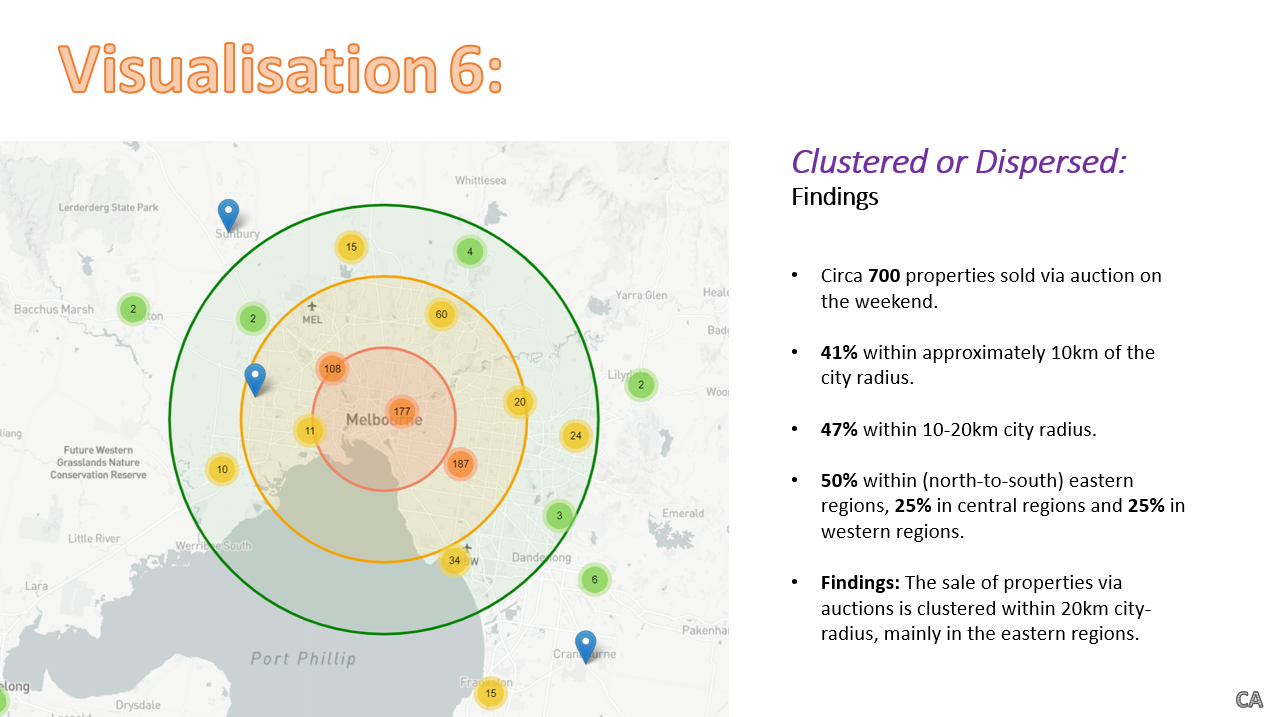 Visualisation 6:
Whittlesea
Lerderderg State Park
Sunbury
15
4
Yarra Glen
Bacchus Marsh
2
2
MEL
60
108
Lilyd
2
177
20
Melbourne
11
24
10
187
Future Western
Grasslands Nature
Conservation Reserve
3
Emerald
Little River
Werribee South
34
Dandenong
6
Lara
Pakenha
Cranbourne
Port Phillip
15
Drysdale
Clustered or Dispersed:
Findings
• Circa 700 properties sold via auction on
the weekend.
• 41% within approximately 10km of the
city radius.
• 47% within 10-20km city radius.
• 50% within (north-to-south) eastern
regions, 25% in central regions and 25% in
western regions.
• Findings: The sale of properties via
auctions is clustered within 20km city-
radius, mainly in the eastern regions.
CA